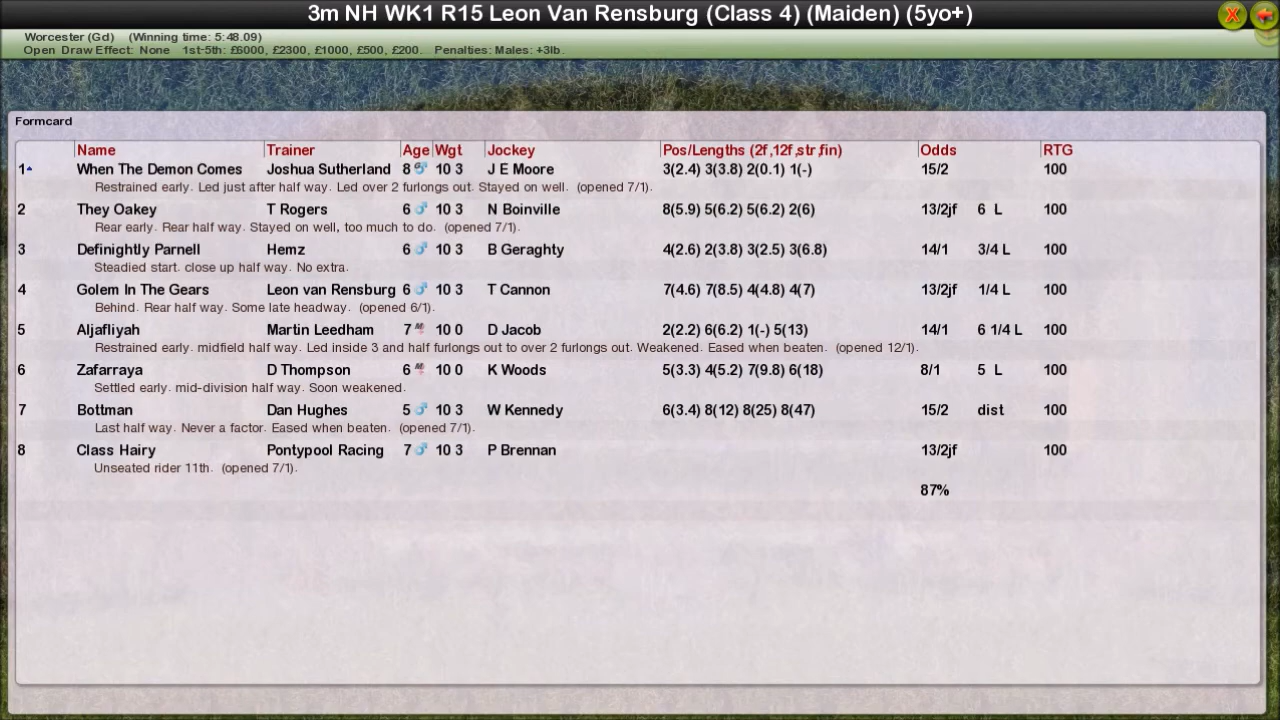 3m NH WK1 R15 Leon Van Rensburg (Class 4) (Maiden) (5yo+)
Worcester (Gd) (Winning time: 5:48.09)
Open Draw Effect: None 1st-5th: £6000, £2300, £1000, £500, £200. Penalties: Males: +3lb.
Formcard
Name Trainer Age Wgt Jockey Pos/Lengths (2f,12f,str,fin) Odds RTG
1 When The Demon Comes Joshua Sutherland 8 10 3 J E Moore 3(2.4) 3(3.8) 2(0.1) 1(-) 15/2 100
Restrained early. Led just after half way. Led over 2 furlongs out. Stayed on well. (opened 7/1).
2 They Oakey T Rogers 6 10 3 N Boinville 8(5.9) 5(6.2) 5(6.2) 2(6) 13/2jf 6 L 100
Rear early. Rear half way. Stayed on well, too much to do. (opened 7/1).
3 Definightly Parnell Hemz 6 10 3 B Geraghty 4(2.6) 2(3.8) 3(2.5) 3(6.8) 14/1 3/4 L 100
Steadied start. close up half way. No extra.
4 Golem In The Gears Leon van Rensburg 6 10 3 T Cannon 7(4.6) 7(8.5) 4(4.8) 4(7) 13/2jf 1/4 L 100
Behind. Rear half way. Some late headway. (opened 6/1).
5 Aljafliyah Martin Leedham 7 10 0 D Jacob 2(2.2) 6(6.2) 1(-) 5(13) 14/1 6 1/4 L 100
Restrained early. midfield half way. Led inside 3 and half furlongs out to over 2 furlongs out. Weakened. Eased when beaten. (opened 12/1).
6 Zafarraya D Thompson 6 10 0 K Woods 5(3.3) 4(5.2) 7(9.8) 6(18) 8/1 5 L 100
Settled early. mid-division half way. Soon weakened.
7 Bottman Dan Hughes 5 10 3 W Kennedy 6(3.4) 8(12) 8(25) 8(47) 15/2 dist 100
Last half way. Never a factor. Eased when beaten. (opened 7/1).
8 Class Hairy Pontypool Racing 7 10 3 P Brennan 13/2jf 100
Unseated rider 11th. (opened 7/1).
87%